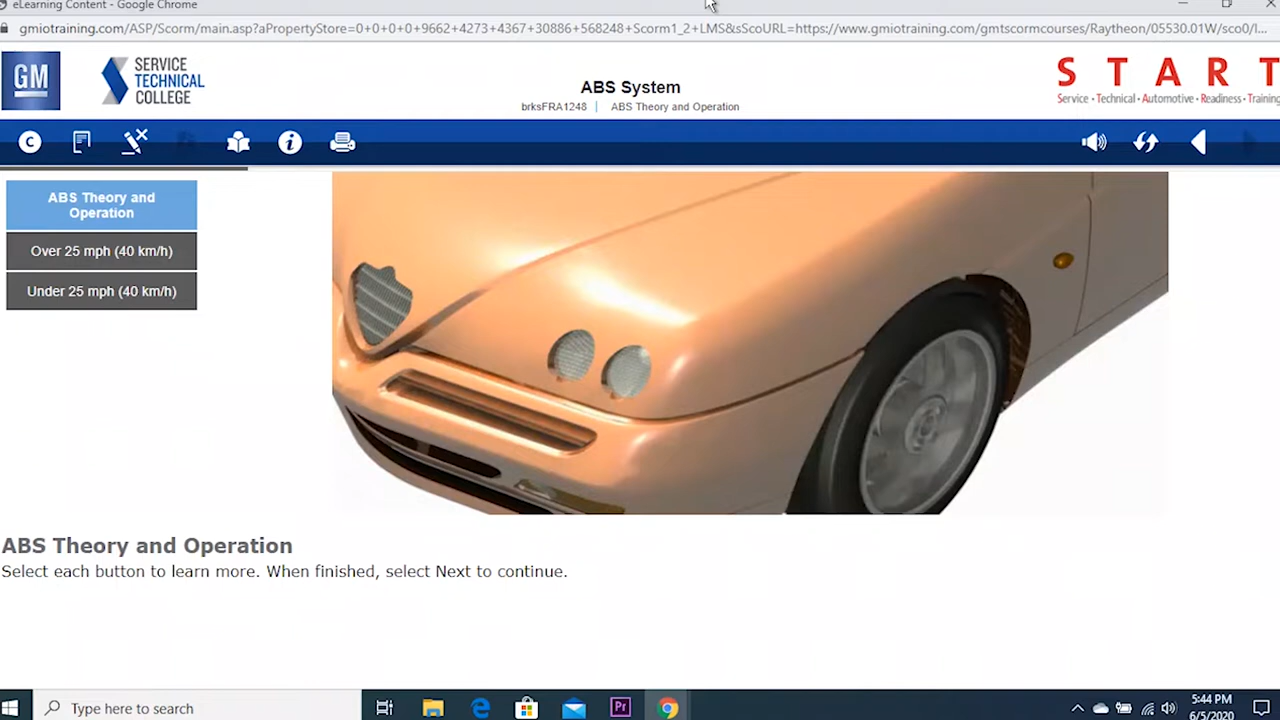 eLearning Content - Google Chrome
gmiotraining.com/ASP/Scorm/main.asp?aPropertyStore=0+0+0+0+9662+4273+4367+30886+568248+Scorm1_2+LMS&sScoURL=https://www.gmiotraining.com/gmtscormcourses/Raytheon/05530.01W/sco0/l...
GM
SERVICE
TECHNICAL
COLLEGE
ABS System
brksFRA1248 | ABS Theory and Operation
START
Service • Technical • Automotive • Readiness • Training
C
ABS Theory and
Operation
Over 25 mph (40 km/h)
Under 25 mph (40 km/h)
ABS Theory and Operation
Select each button to learn more. When finished, select Next to continue.
Type here to search
Pr
5:44 PM
6/5/2020